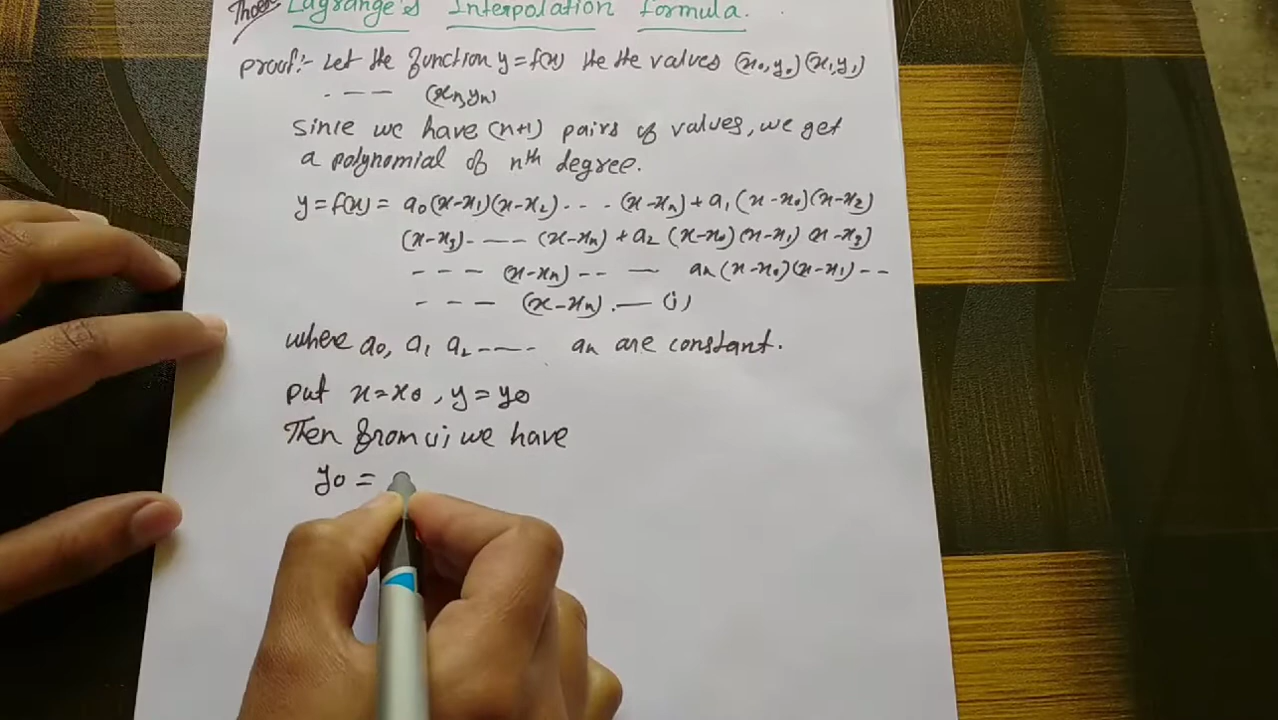 Theo:- Lagrange's Interpolation formula.
proof:- Let the function y = f(x) the the values (x₀,y₀)(x₁,y₁)
- --- (xₙ,yₙ)
since we have (n+1) pairs of values, we get
a polynomial of nth degree.
y = f(x) = a₀(x-x₁)(x-x₂)- - - (x-xₙ) + a₁(x-x₀)(x-x₂)
(x-x₃)- --- (x-xₙ) + a₂ (x-x₀)(x-x₁)(x-x₃)
- - - (x-xₙ) -- — aₙ(x-x₀)(x-x₁)--
- - - (x-xₙ).— (i)
where a₀, a₁ a₂ ---- aₙ are constant.
put x=x₀, y=y₀
Then from (i) we have
y₀ =